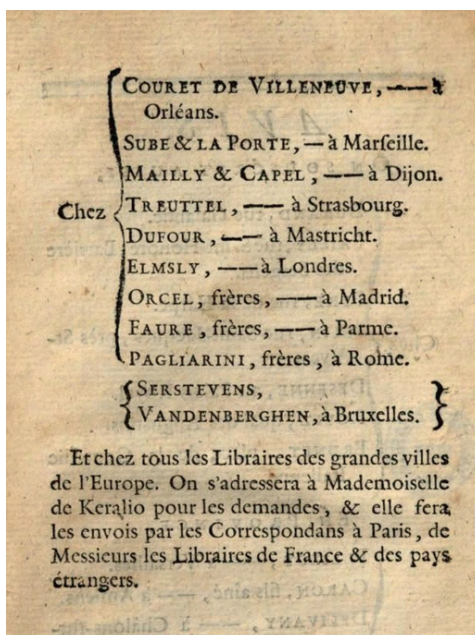 COURET DE VILLENEUVE, —— à
Orléans.
SUBE & LA PORTE, — à Marſeille.
MAILLY & CAPEL, —— à Dijon.
Chez TREUTTEL, —— à Strasbourg.
DUFOUR, —— à Mastricht.
ELMSLY, —— à Londres.
ORCEL, frères, —— à Madrid.
FAURE, frères, —— à Parme.
PAGLIARINI, frères, à Rome.
SERSTEVENS,
VANDENBERGHEN, à Bruxelles.
Et chez tous les Libraires des grandes villes
de l'Europe. On s'adreſſera à Mademoiselle
de Keralio pour les demandes, & elle fera
les envois par les Correſpondans à Paris, de
Meſſieurs les Libraires de France & des pays
étrangers.